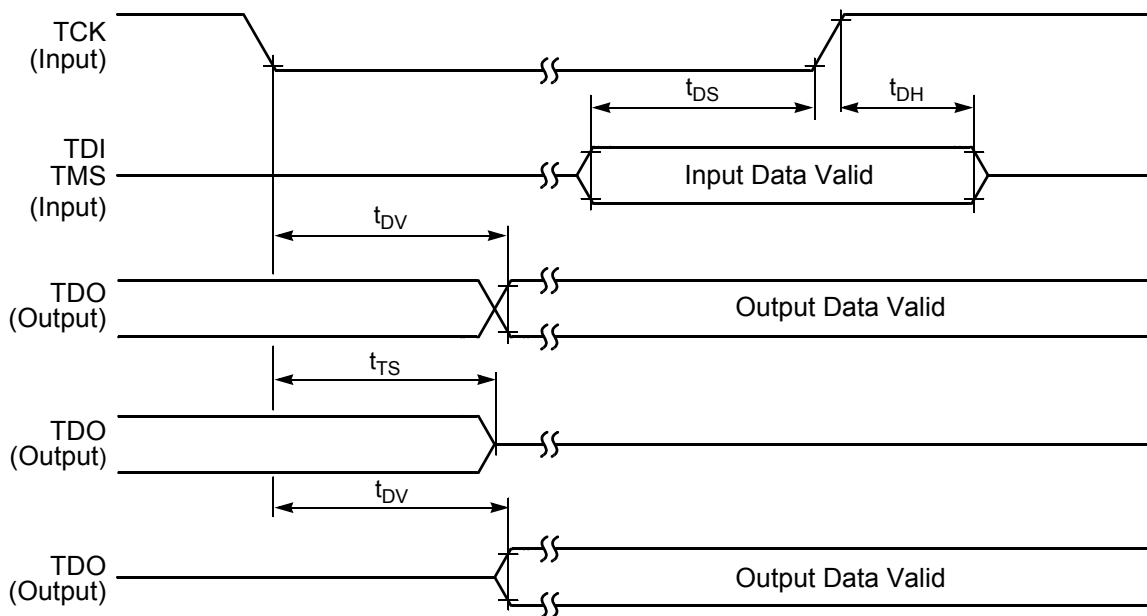 TCK
(Input)
tDS
tDH
TDI
TMS
(Input)
Input Data Valid
tDV
TDO
(Output)
Output Data Valid
tTS
TDO
(Output)
tDV
TDO
(Output)
Output Data Valid